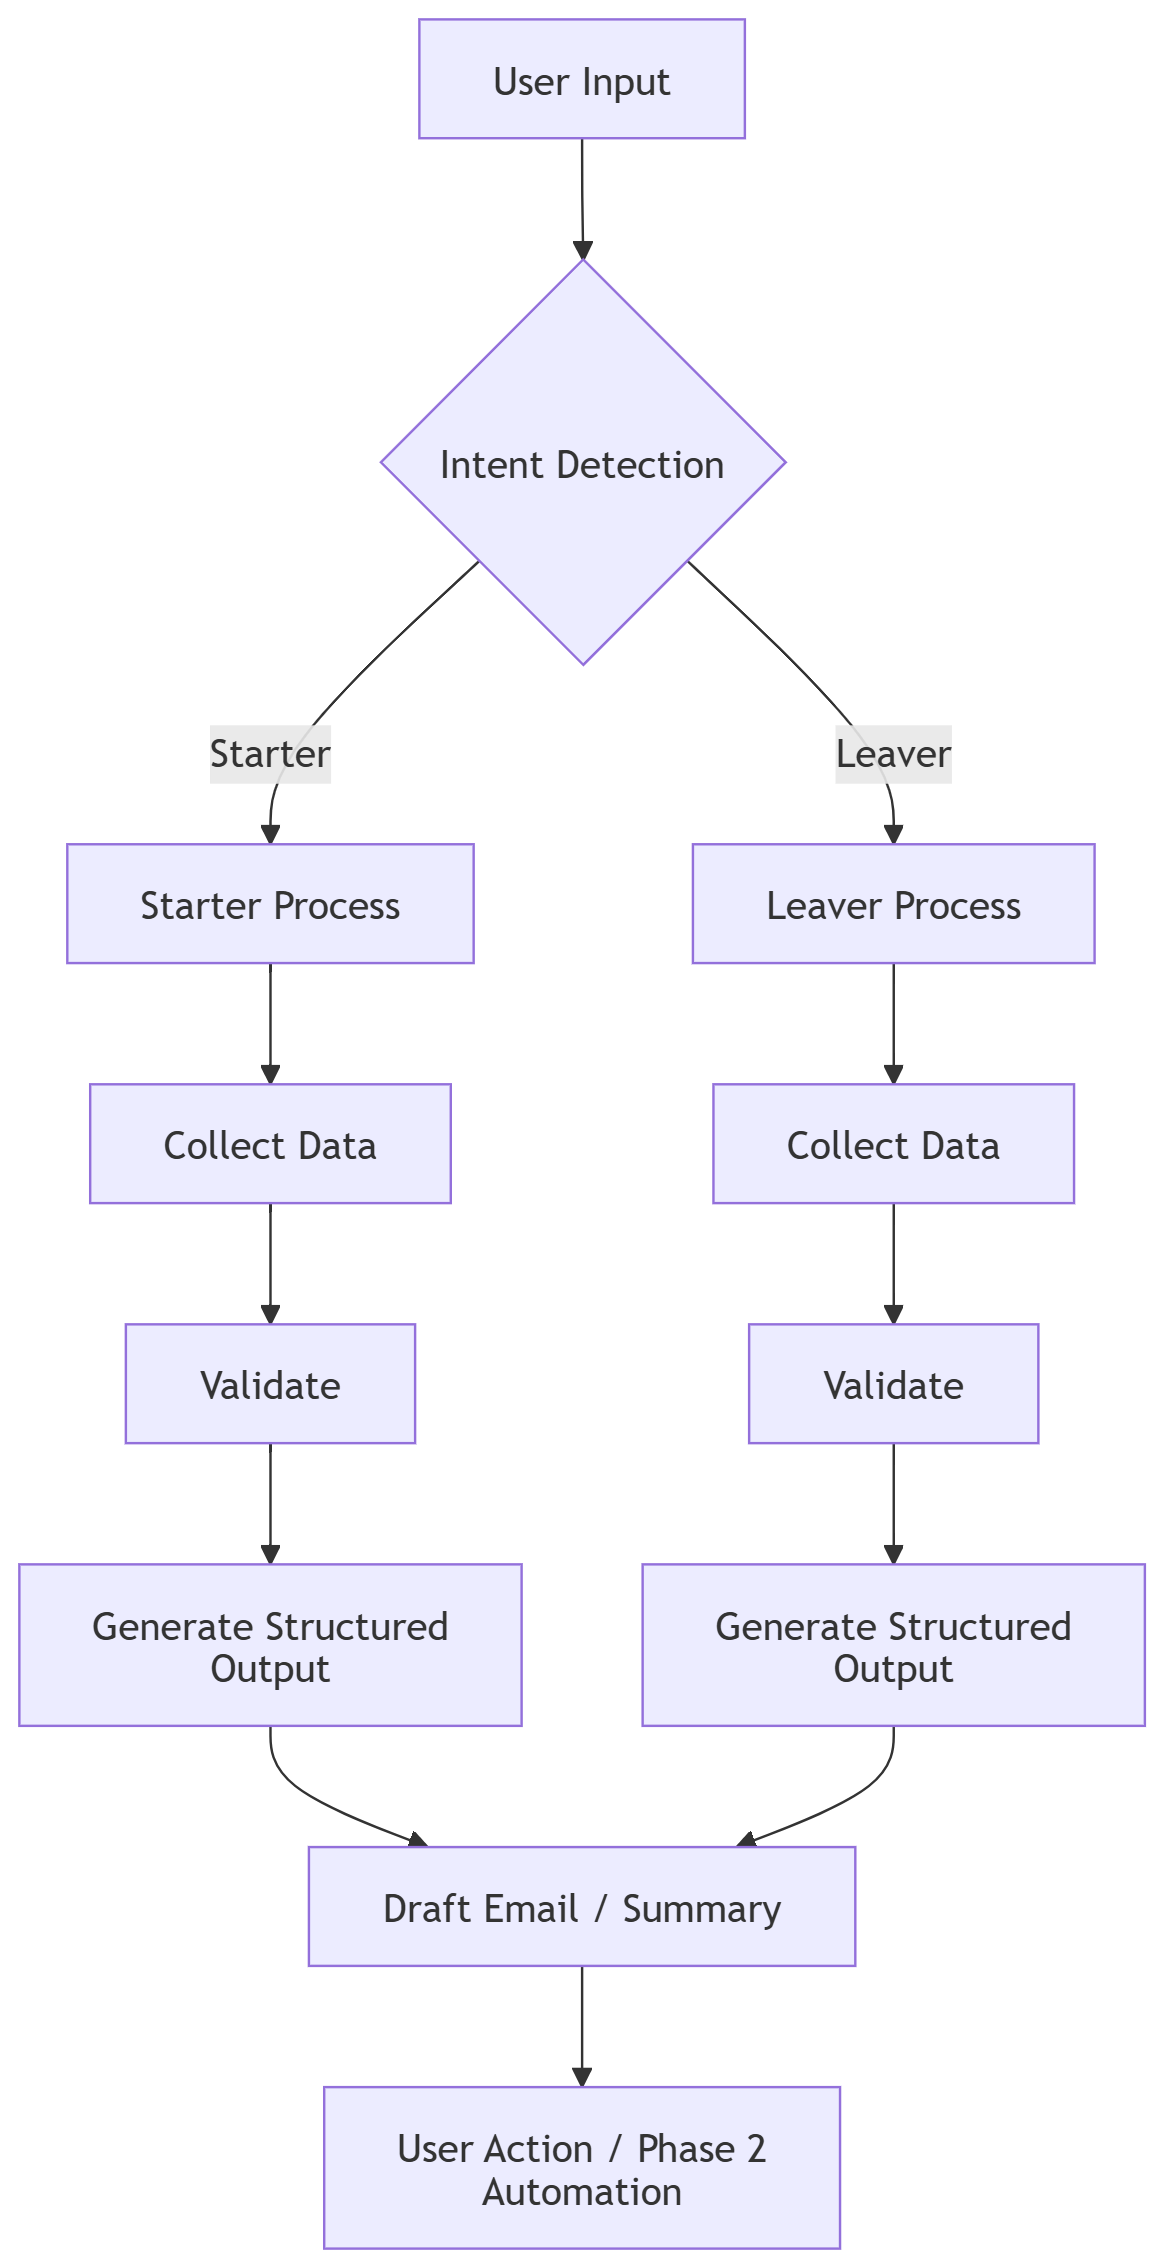 User Input
Intent Detection
Starter
Leaver
Starter Process
Leaver Process
Collect Data
Collect Data
Validate
Validate
Generate Structured
Output
Generate Structured
Output
Draft Email / Summary
User Action / Phase 2
Automation